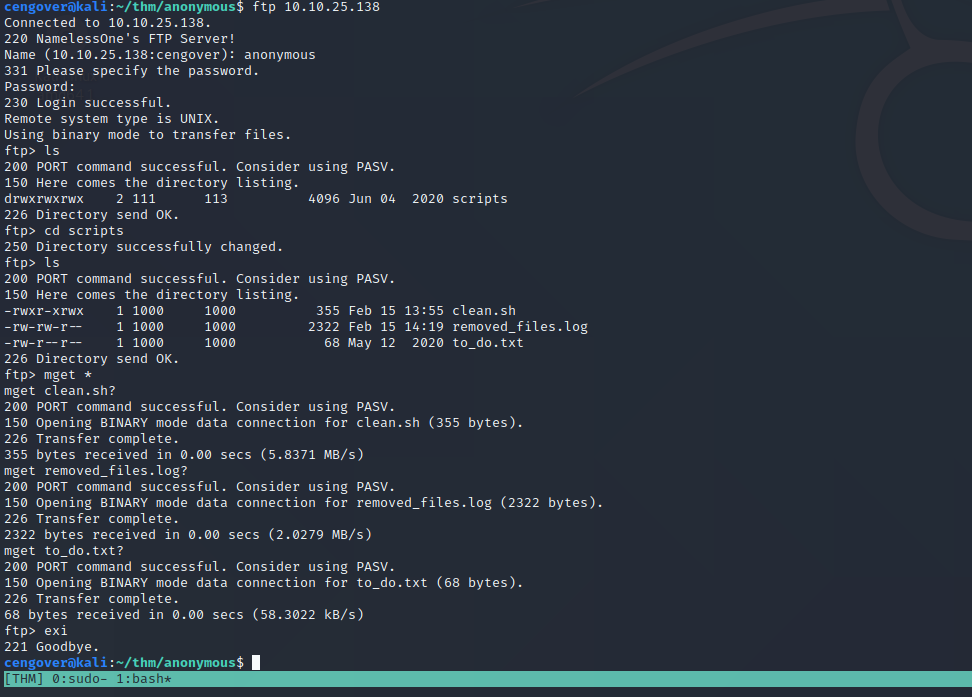 cengover@kali:~/thm/anonymous$ ftp 10.10.25.138
Connected to 10.10.25.138.
220 NamelessOne's FTP Server!
Name (10.10.25.138:cengover): anonymous
331 Please specify the password.
Password:
230 Login successful.
Remote system type is UNIX.
Using binary mode to transfer files.
ftp> ls
200 PORT command successful. Consider using PASV.
150 Here comes the directory listing.
drwxrwxrwx    2 111      113          4096 Jun 04  2020 scripts
226 Directory send OK.
ftp> cd scripts
250 Directory successfully changed.
ftp> ls
200 PORT command successful. Consider using PASV.
150 Here comes the directory listing.
-rwxr-xrwx    1 1000     1000          355 Feb 15 13:55 clean.sh
-rw-rw-r--    1 1000     1000         2322 Feb 15 14:19 removed_files.log
-rw-r--r--    1 1000     1000           68 May 12  2020 to_do.txt
226 Directory send OK.
ftp> mget *
mget clean.sh?
200 PORT command successful. Consider using PASV.
150 Opening BINARY mode data connection for clean.sh (355 bytes).
226 Transfer complete.
355 bytes received in 0.00 secs (5.8371 MB/s)
mget removed_files.log?
200 PORT command successful. Consider using PASV.
150 Opening BINARY mode data connection for removed_files.log (2322 bytes).
226 Transfer complete.
2322 bytes received in 0.00 secs (2.0279 MB/s)
mget to_do.txt?
200 PORT command successful. Consider using PASV.
150 Opening BINARY mode data connection for to_do.txt (68 bytes).
226 Transfer complete.
68 bytes received in 0.00 secs (58.3022 kB/s)
ftp> exi
221 Goodbye.
cengover@kali:~/thm/anonymous$
[THM] 0:sudo- 1:bash*